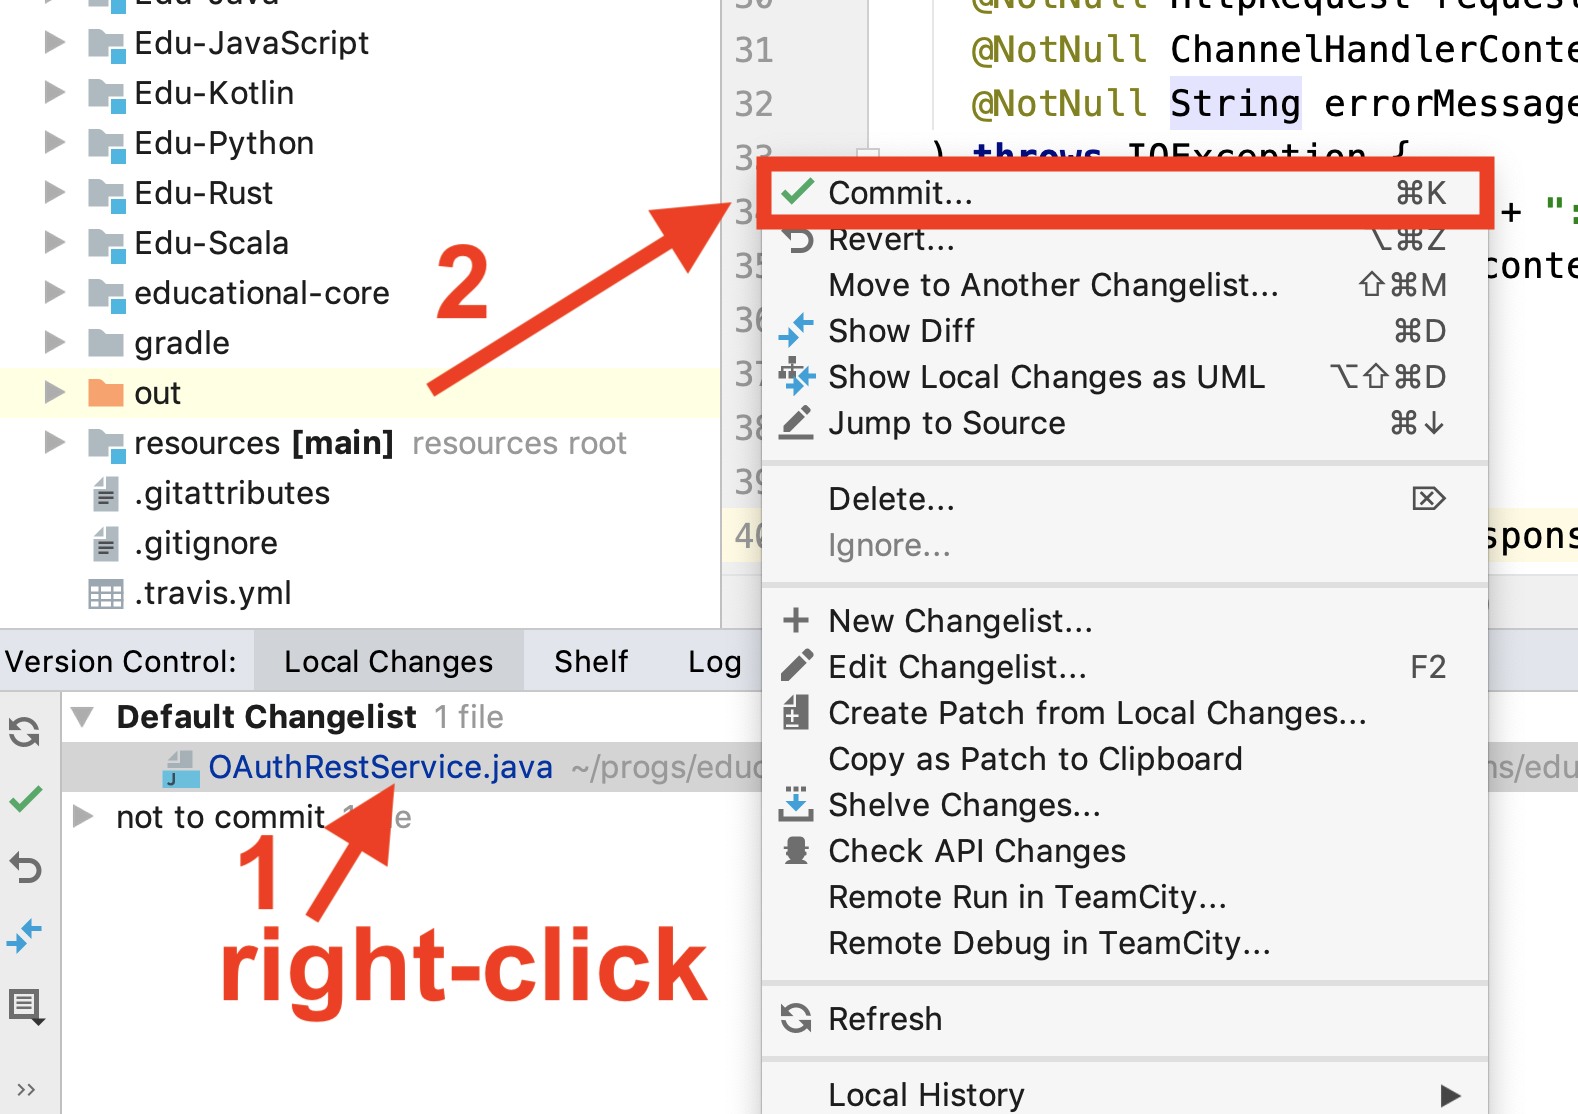 Edu-Java
Edu-JavaScript
Edu-Kotlin
Edu-Python
Edu-Rust
Edu-Scala
educational-core
gradle
out
resources [main] resources root
.gitattributes
.gitignore
.travis.yml
30 @NotNull HttpRequest request
31 @NotNull ChannelHandlerConte
32 @NotNull String errorMessage
33 ) throws IOException {
34 + ":
35 conte
36
37
38
39
40 spons
2
Commit... ⌘K
Revert... ⌥⌘Z
Move to Another Changelist... ⇧⌘M
Show Diff ⌘D
Show Local Changes as UML ⌥⇧⌘D
Jump to Source ⌘↓
Delete... ⌦
Ignore...
New Changelist...
Edit Changelist... F2
Create Patch from Local Changes...
Copy as Patch to Clipboard
Shelve Changes...
Check API Changes
Remote Run in TeamCity...
Remote Debug in TeamCity...
Refresh
Local History
Version Control: Local Changes Shelf Log
Default Changelist 1 file
OAuthRestService.java ~/progs/educ ns/edu
not to commit
1
right-click